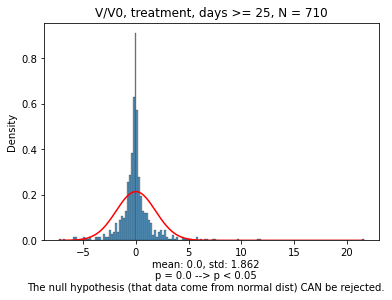 V/V0, treatment, days >= 25, N = 710
Density
0.8
0.6
0.4
0.2
0.0
−5 0 5 10 15 20
mean: 0.0, std: 1.862
p = 0.0 --> p < 0.05
The null hypothesis (that data come from normal dist) CAN be rejected.